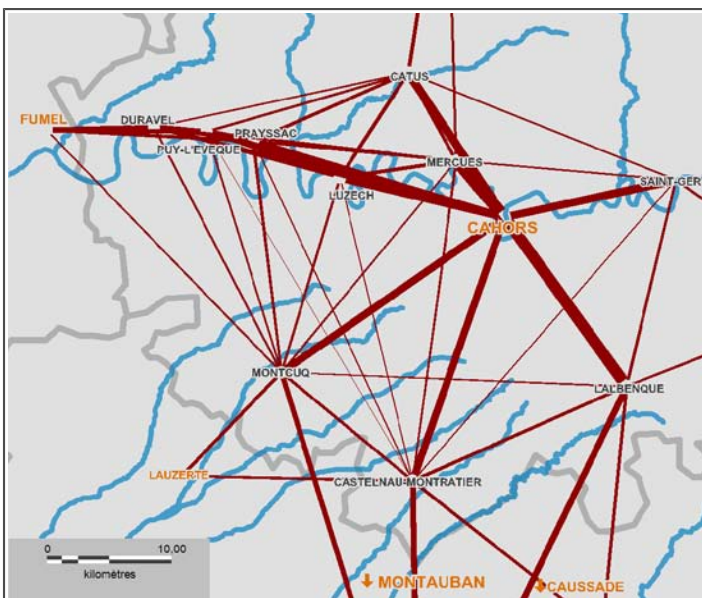 CATUS
FUMEL
DURAVEL
PRAYSSAC
PUY-L'EVEQUE
MERCUES
SAINT-GER
LUZECH
CAHORS
MONTCUQ
LALBENQUE
LAUZERTE
CASTELNAU-MONTRATIER
0 10,00
kilomètres
MONTAUBAN
CAUSSADE